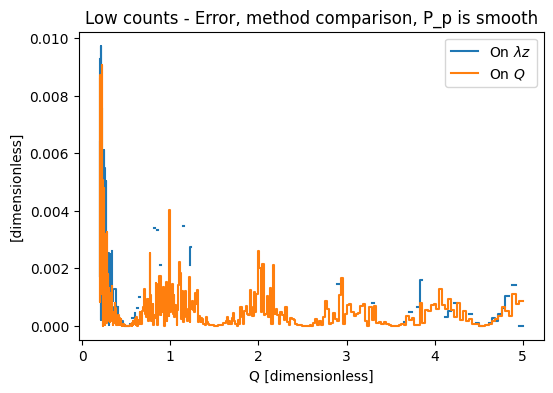 Low counts - Error, method comparison, P_p is smooth
On λz
On Q
0.010
0.008
0.006
0.004
0.002
0.000
[dimensionless]
0
1
2
3
4
5
Q [dimensionless]